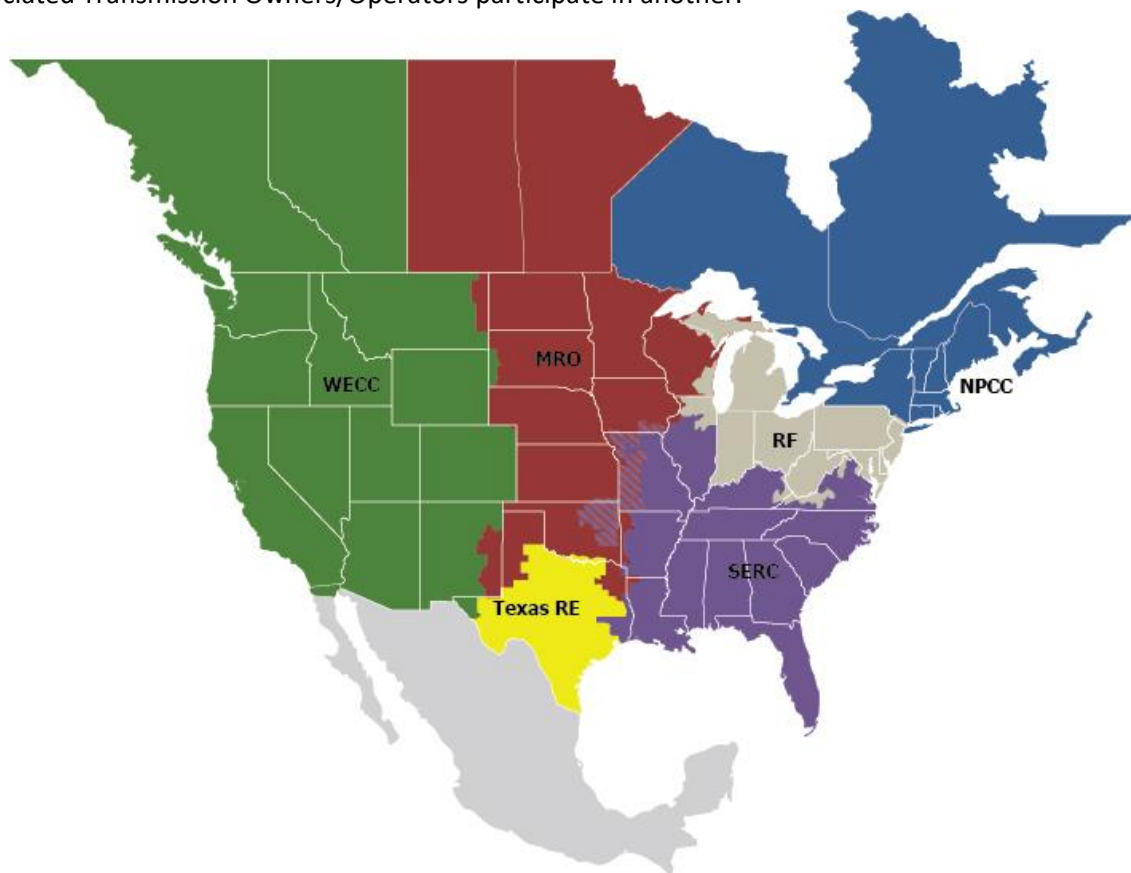 ciated Transmission Owners/Operators participate in another.
MRO
WECC
NPCC
RF
SERC
Texas RE